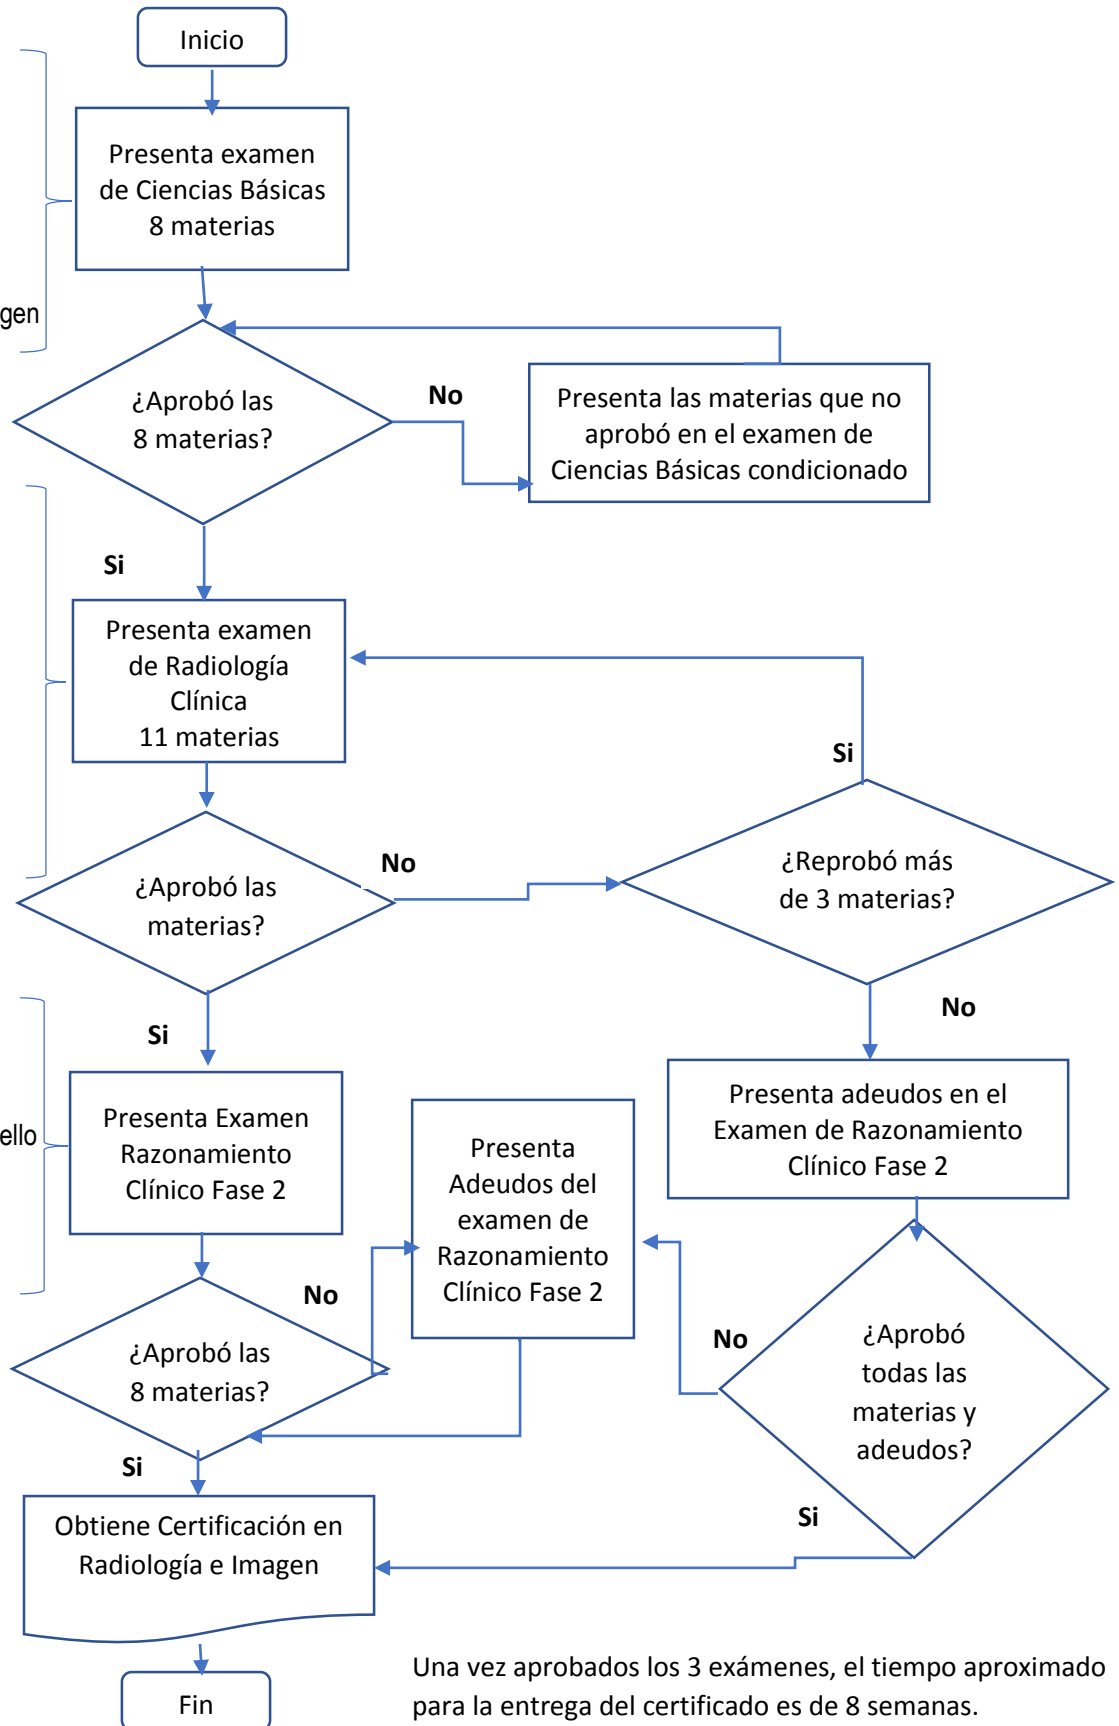 Inicio
Presenta examen
de Ciencias Básicas
8 materias
gen
¿Aprobó las
8 materias?
No
Presenta las materias que no
aprobó en el examen de
Ciencias Básicas condicionado
Si
Presenta examen
de Radiología
Clínica
11 materias
Si
¿Aprobó las
materias?
No
¿Reprobó más
de 3 materias?
Si
No
ello
Presenta Examen
Razonamiento
Clínico Fase 2
Presenta
Adeudos del
examen de
Razonamiento
Clínico Fase 2
Presenta adeudos en el
Examen de Razonamiento
Clínico Fase 2
No
¿Aprobó las
8 materias?
No
¿Aprobó
todas las
materias y
adeudos?
Si
Si
Obtiene Certificación en
Radiología e Imagen
Fin
Una vez aprobados los 3 exámenes, el tiempo aproximado
para la entrega del certificado es de 8 semanas.